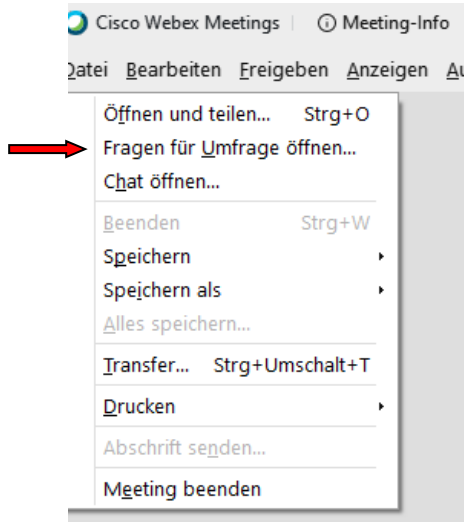 Cisco Webex Meetings Meeting-Info
Datei Bearbeiten Freigeben Anzeigen
Öffnen und teilen... Strg+O
Fragen für Umfrage öffnen...
Chat öffnen...
Beenden Strg+W
Speichern
Speichern als
Alles speichern...
Transfer... Strg+Umschalt+T
Drucken
Abschrift senden...
Meeting beenden